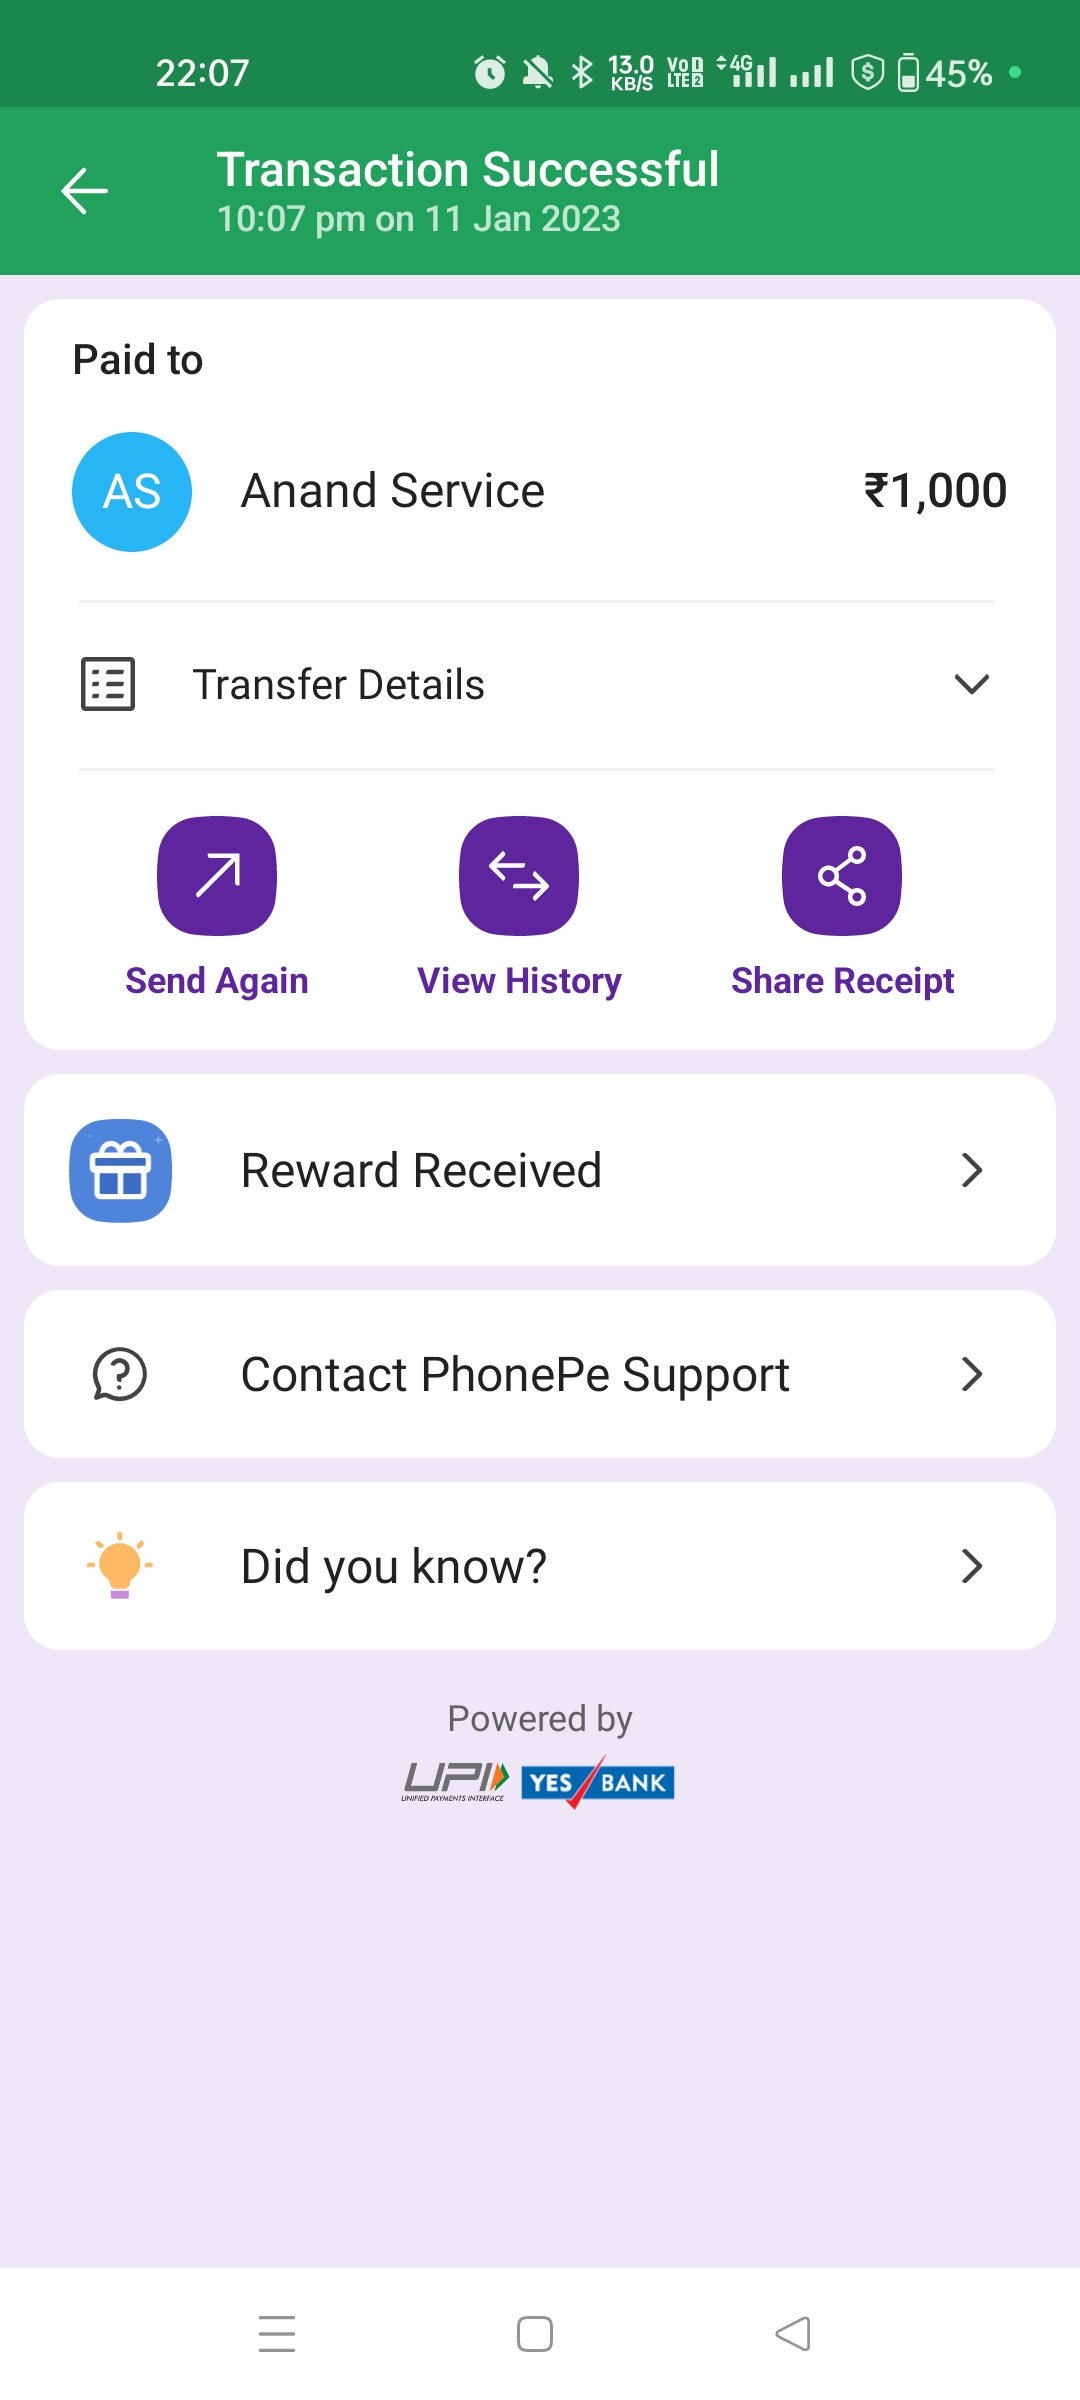 22:07
13.0 KB/S VoD LTE 2 4G 45%
Transaction Successful
10:07 pm on 11 Jan 2023
Paid to
AS Anand Service ₹1,000
Transfer Details
Send Again View History Share Receipt
Reward Received
Contact PhonePe Support
Did you know?
Powered by
UPI YES BANK
UNIFIED PAYMENTS INTERFACE